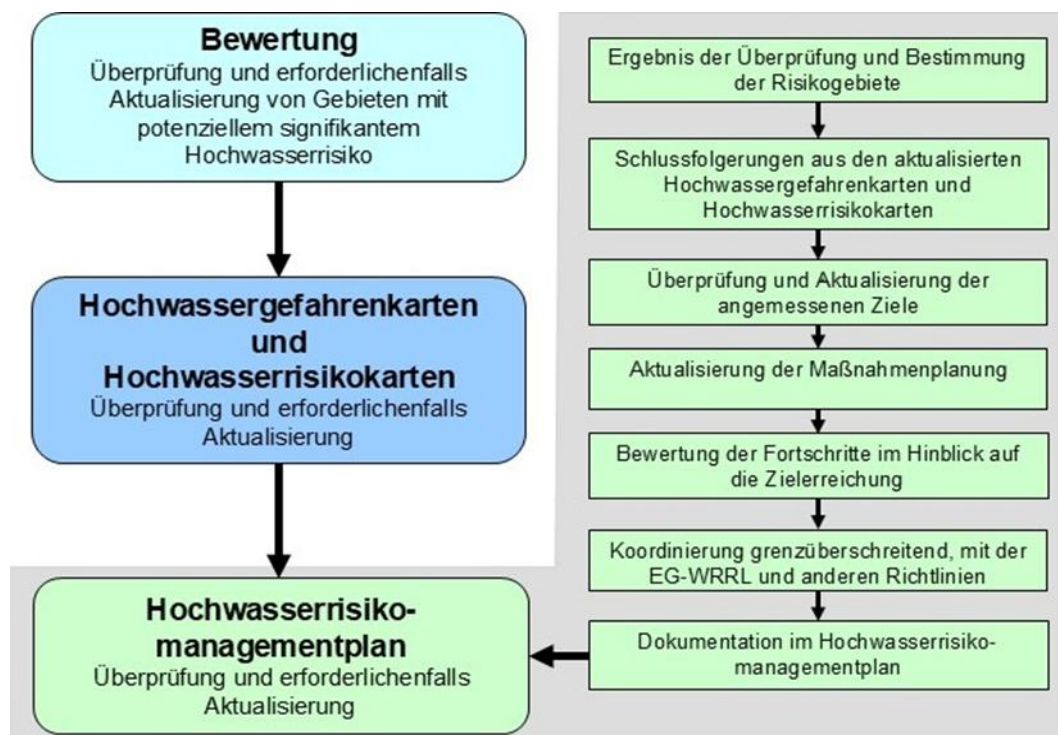 Bewertung
Überprüfung und erforderlichenfalls
Aktualisierung von Gebieten mit
potenziellem signifikantem
Hochwasserrisiko
Hochwassergefahrenkarten
und
Hochwasserrisikokarten
Überprüfung und erforderlichenfalls
Aktualisierung
Hochwasserrisiko-
managementplan
Überprüfung und erforderlichenfalls
Aktualisierung
Ergebnis der Überprüfung und Bestimmung
der Risikogebiete
Schlussfolgerungen aus den aktualisierten
Hochwassergefahrenkarten und
Hochwasserrisikokarten
Überprüfung und Aktualisierung der
angemessenen Ziele
Aktualisierung der Maßnahmenplanung
Bewertung der Fortschritte im Hinblick auf
die Zielerreichung
Koordinierung grenzüberschreitend, mit der
EG-WRRL und anderen Richtlinien
Dokumentation im Hochwasserrisiko-
managementplan